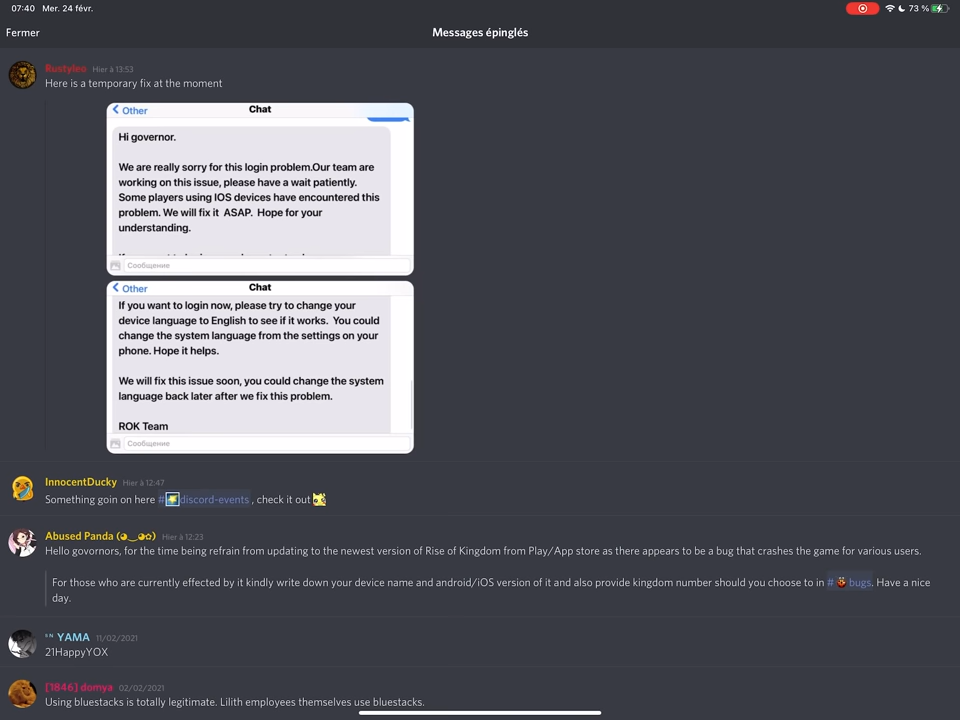 07:40 Mer. 24 févr.
73 %
Fermer
Messages épinglés
Rustyleo Hier à 13:53
Here is a temporary fix at the moment
Other
Chat
Hi governor.
We are really sorry for this login problem.Our team are
working on this issue, please have a wait patiently.
Some players using IOS devices have encountered this
problem. We will fix it ASAP. Hope for your
understanding.
Сообщение
Other
Chat
If you want to login now, please try to change your
device language to English to see if it works. You could
change the system language from the settings on your
phone. Hope it helps.
We will fix this issue soon, you could change the system
language back later after we fix this problem.
ROK Team
Сообщение
InnocentDucky Hier à 12:47
Something goin on here #discord-events , check it out
Abused Panda (◕‿◕✿) Hier à 12:23
Hello govornors, for the time being refrain from updating to the newest version of Rise of Kingdom from Play/App store as there appears to be a bug that crashes the game for various users.
For those who are currently effected by it kindly write down your device name and android/iOS version of it and also provide kingdom number should you choose to in #bugs. Have a nice
day.
ˢᴺ YAMA 11/02/2021
21HappyYOX
[1846] domya 02/02/2021
Using bluestacks is totally legitimate. Lilith employees themselves use bluestacks.